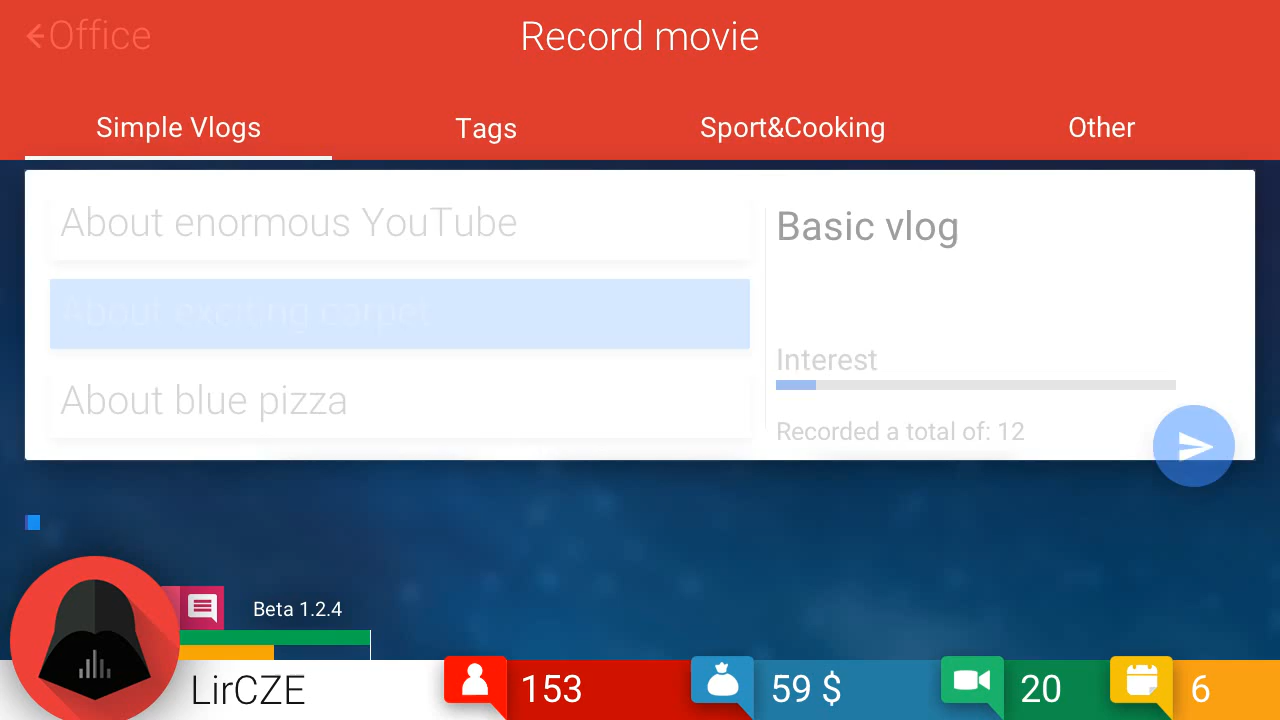 Office
Record movie
Simple Vlogs
Tags
Sport&Cooking
Other
About enormous YouTube
About exciting carpet
About blue pizza
Basic vlog
Interest
Recorded a total of: 12
Beta 1.2.4
LirCZE
153
59 $
20
6